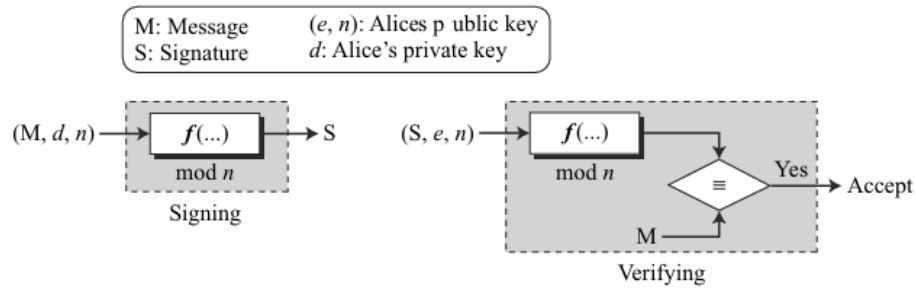 M: Message (e, n): Alices p ublic key
S: Signature d: Alice's private key
(M, d, n) f(...) S
mod n
Signing
(S, e, n) f(...)
mod n
≡ Yes Accept
M
Verifying